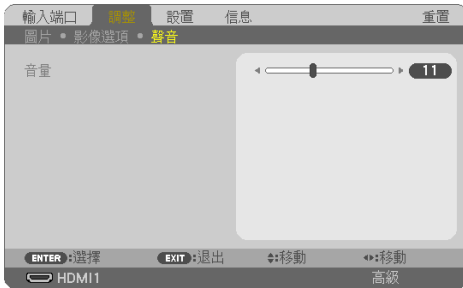 輸入端口 調整 設置 信息 重置
圖片 • 影像選項 • 聲音
音量 11
ENTER:選擇 EXIT:退出 :移動 :移動
HDMI1 高級